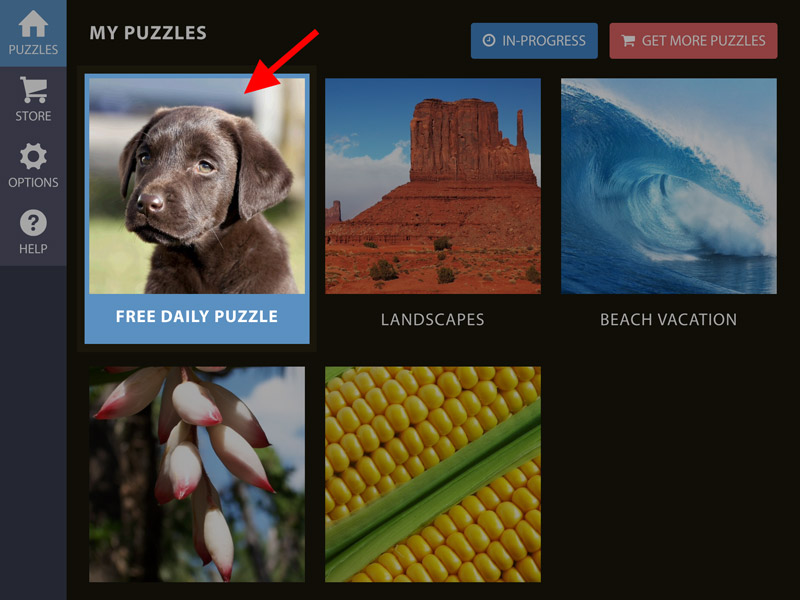 PUZZLES
STORE
OPTIONS
HELP
MY PUZZLES
IN-PROGRESS
GET MORE PUZZLES
FREE DAILY PUZZLE
LANDSCAPES
BEACH VACATION